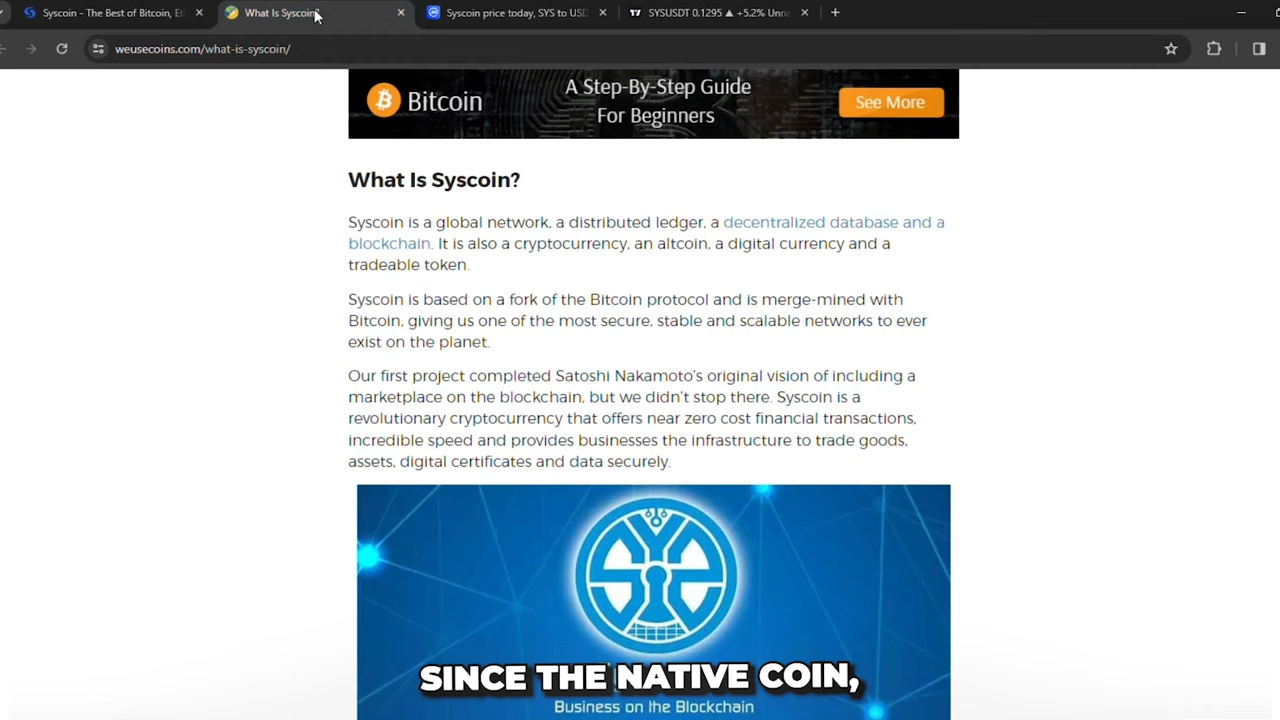 Syscoin - The Best of Bitcoin, Et
What Is Syscoin?
Syscoin price today, SYS to USD
SYSUSDT 0.1295 ▲ +5.2% Unna
weusecoins.com/what-is-syscoin/
Bitcoin
A Step-By-Step Guide
For Beginners
See More
What Is Syscoin?
Syscoin is a global network, a distributed ledger, a decentralized database and a
blockchain. It is also a cryptocurrency, an altcoin, a digital currency and a
tradeable token.
Syscoin is based on a fork of the Bitcoin protocol and is merge-mined with
Bitcoin, giving us one of the most secure, stable and scalable networks to ever
exist on the planet.
Our first project completed Satoshi Nakamoto's original vision of including a
marketplace on the blockchain, but we didn't stop there. Syscoin is a
revolutionary cryptocurrency that offers near zero cost financial transactions,
incredible speed and provides businesses the infrastructure to trade goods,
assets, digital certificates and data securely.
SYS
SINCE THE NATIVE COIN,
Business on the Blockchain